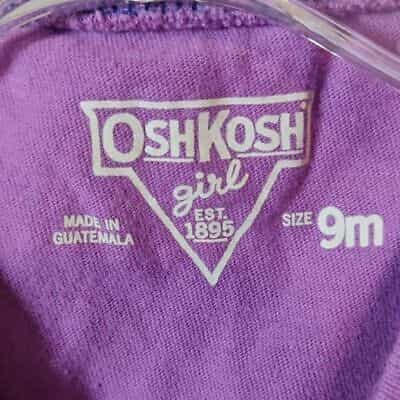 OSHKOSH
girl
EST.
1895
MADE IN
GUATEMALA
SIZE 9m